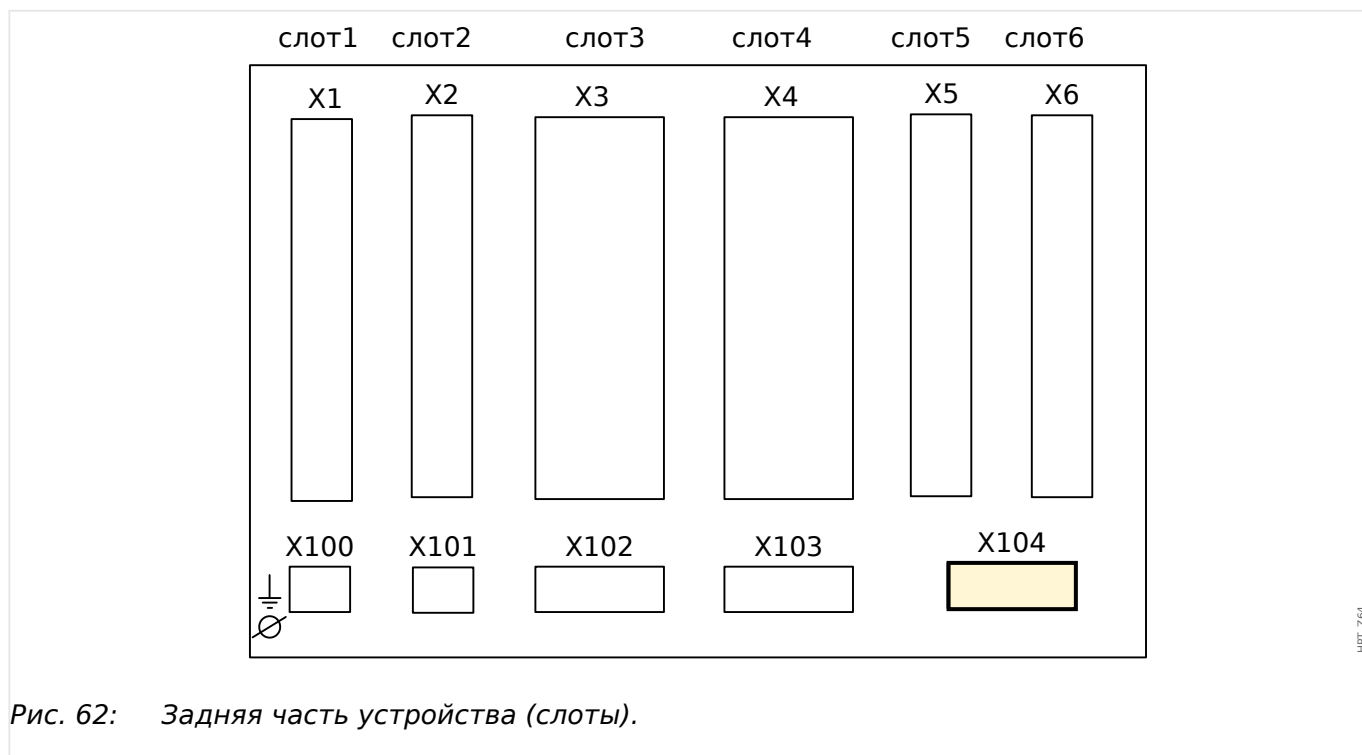 слот1 слот2 слот3 слот4 слот5 слот6
X1 X2 X3 X4 X5 X6
X100 X101 X102 X103 X104
Рис. 62: Задняя часть устройства (слоты).